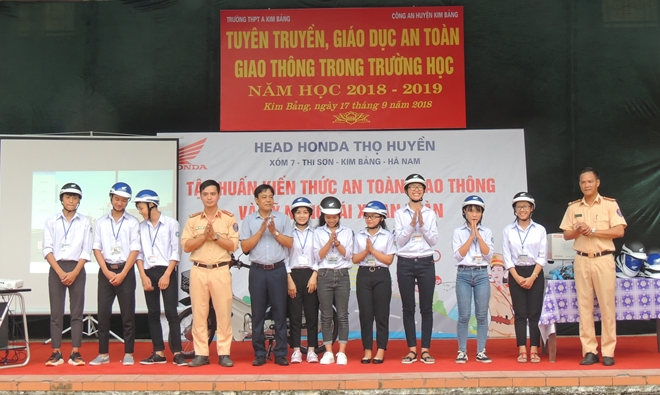 TRƯỜNG THPT A KIM BẢNG
CÔNG AN HUYỆN KIM BẢNG
TUYÊN TRUYỀN, GIÁO DỤC AN TOÀN
GIAO THÔNG TRONG TRƯỜNG HỌC
NĂM HỌC 2018 - 2019
Kim Bảng, ngày 17 tháng 9 năm 2018
HONDA
HEAD HONDA THỌ HUYỀN
XÓM 7 - THI SƠN - KIM BẢNG - HÀ NAM
HUẤN KIẾN THỨC AN TOÀN GIAO THÔNG